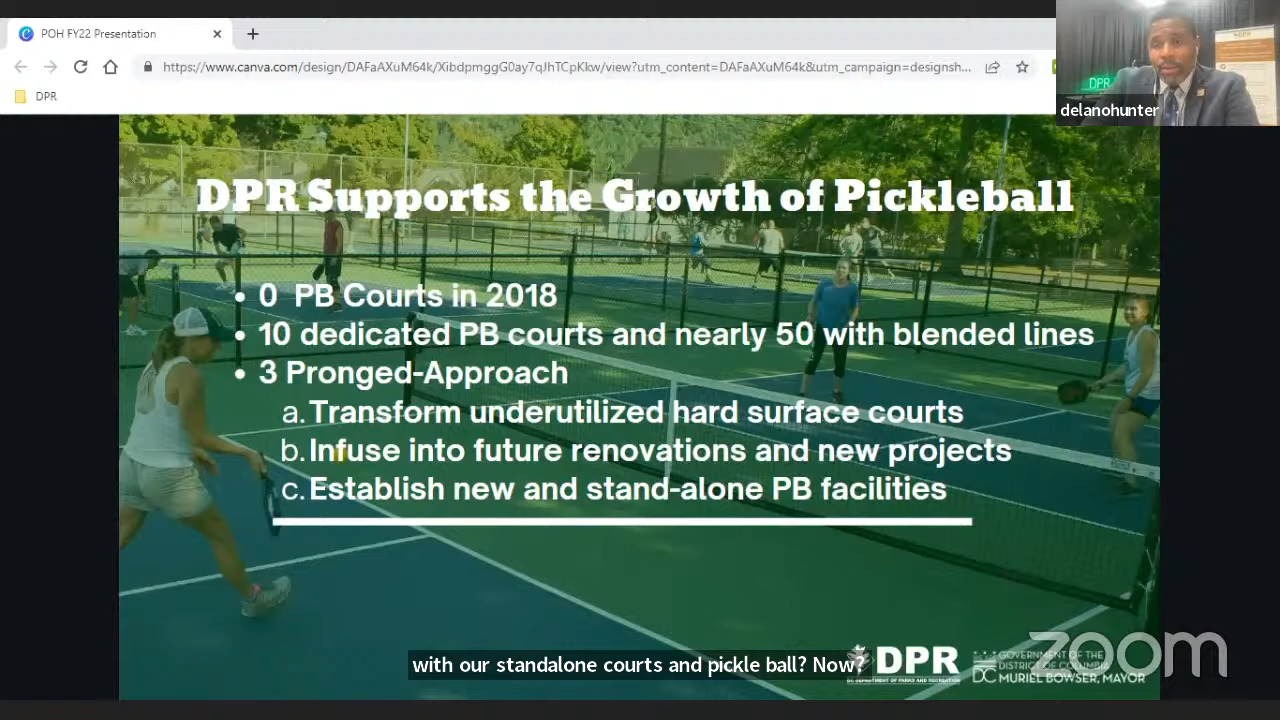 POH FY22 Presentation
https://www.canva.com/design/DAFaAXuM64k/XibdpmggG0ay7qJhTCpKkw/view?utm_content=DAFaAXuM64k&utm_campaign=designsh...
DPR
DPR
delanohunter
DPR Supports the Growth of Pickleball
• 0 PB Courts in 2018
• 10 dedicated PB courts and nearly 50 with blended lines
• 3 Pronged-Approach
a. Transform underutilized hard surface courts
b. Infuse into future renovations and new projects
c. Establish new and stand-alone PB facilities
with our standalone courts and pickle ball? Now?
DPR
DC DEPARTMENT OF PARKS AND RECREATION
GOVERNMENT OF THE
DISTRICT OF COLUMBIA
DC MURIEL BOWSER, MAYOR
zoom